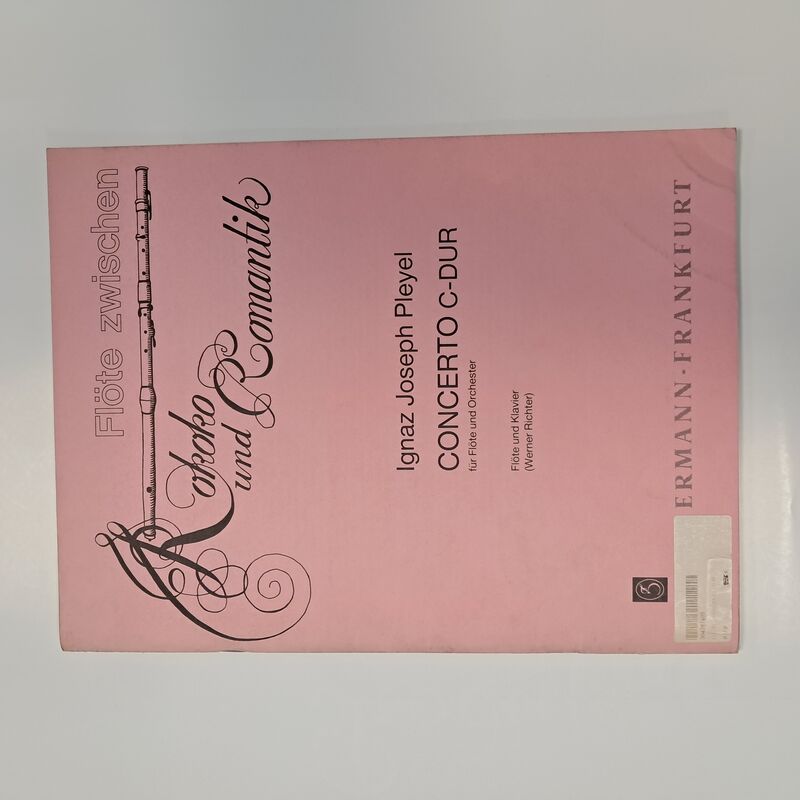 Flöte zwischen
Rokoko
und Romantik
Ignaz Joseph Pleyel
CONCERTO C-DUR
für Flöte und Orchester
Flöte und Klavier
(Werner Richter)
ERMANN · FRANKFURT